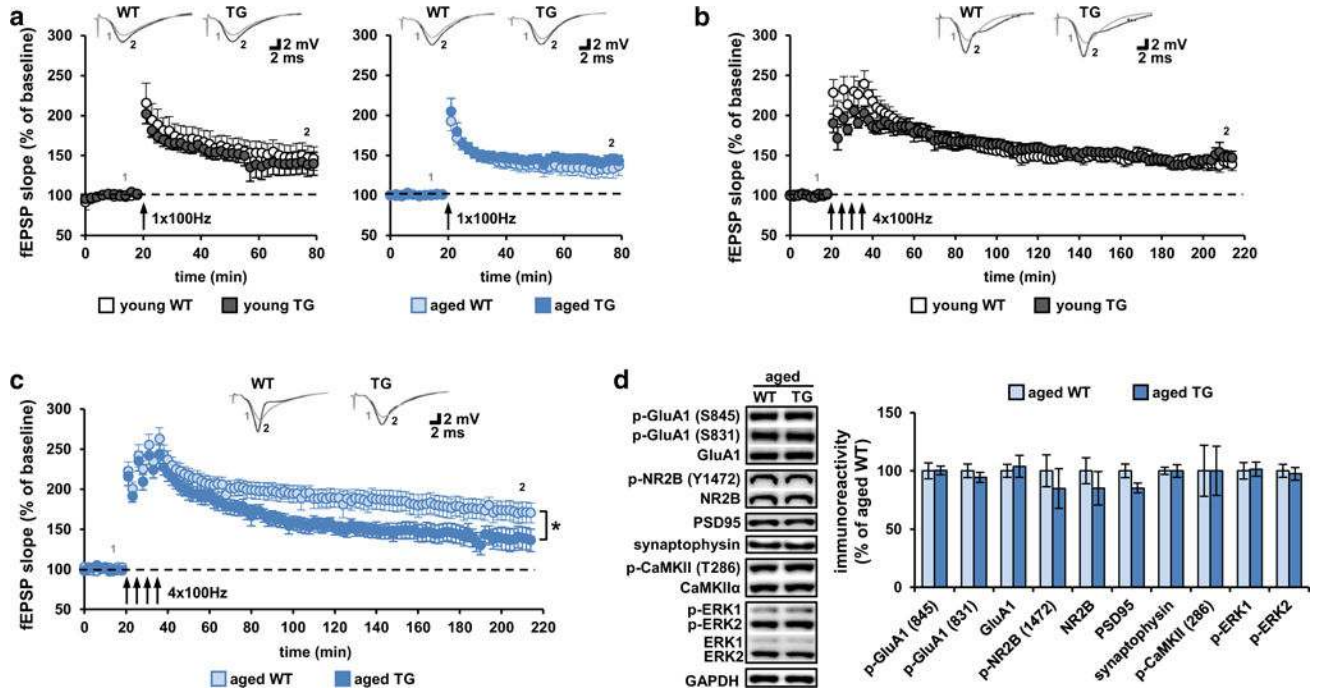 a
WT TG
1 2 1 2
2 mV
2 ms
fEPSP slope (% of baseline)
300
250
200
150
100
50
1
2
1x100Hz
0 20 40 60 80
time (min)
young WT young TG
WT TG
1 2 1 2
2 mV
2 ms
300
250
200
150
100
50
1
2
1x100Hz
0 20 40 60 80
time (min)
aged WT aged TG
b
WT TG
1 2 1 2
2 mV
2 ms
fEPSP slope (% of baseline)
300
250
200
150
100
50
1
2
4x100Hz
0 20 40 60 80 100 120 140 160 180 200 220
time (min)
young WT young TG
c
WT TG
1 2 1 2
2 mV
2 ms
fEPSP slope (% of baseline)
300
250
200
150
100
50
1
2
*
4x100Hz
0 20 40 60 80 100 120 140 160 180 200 220
time (min)
aged WT aged TG
d
aged
WT TG
p-GluA1 (S845)
p-GluA1 (S831)
GluA1
p-NR2B (Y1472)
NR2B
PSD95
synaptophysin
p-CaMKII (T286)
CaMKIIα
p-ERK1
p-ERK2
ERK1
ERK2
GAPDH
aged WT aged TG
immunoreactivity
(% of aged WT)
150
100
50
0
p-GluA1 (845)
p-GluA1 (831)
GluA1
p-NR2B (1472)
NR2B
PSD95
synaptophysin
p-CaMKII (286)
p-ERK1
p-ERK2